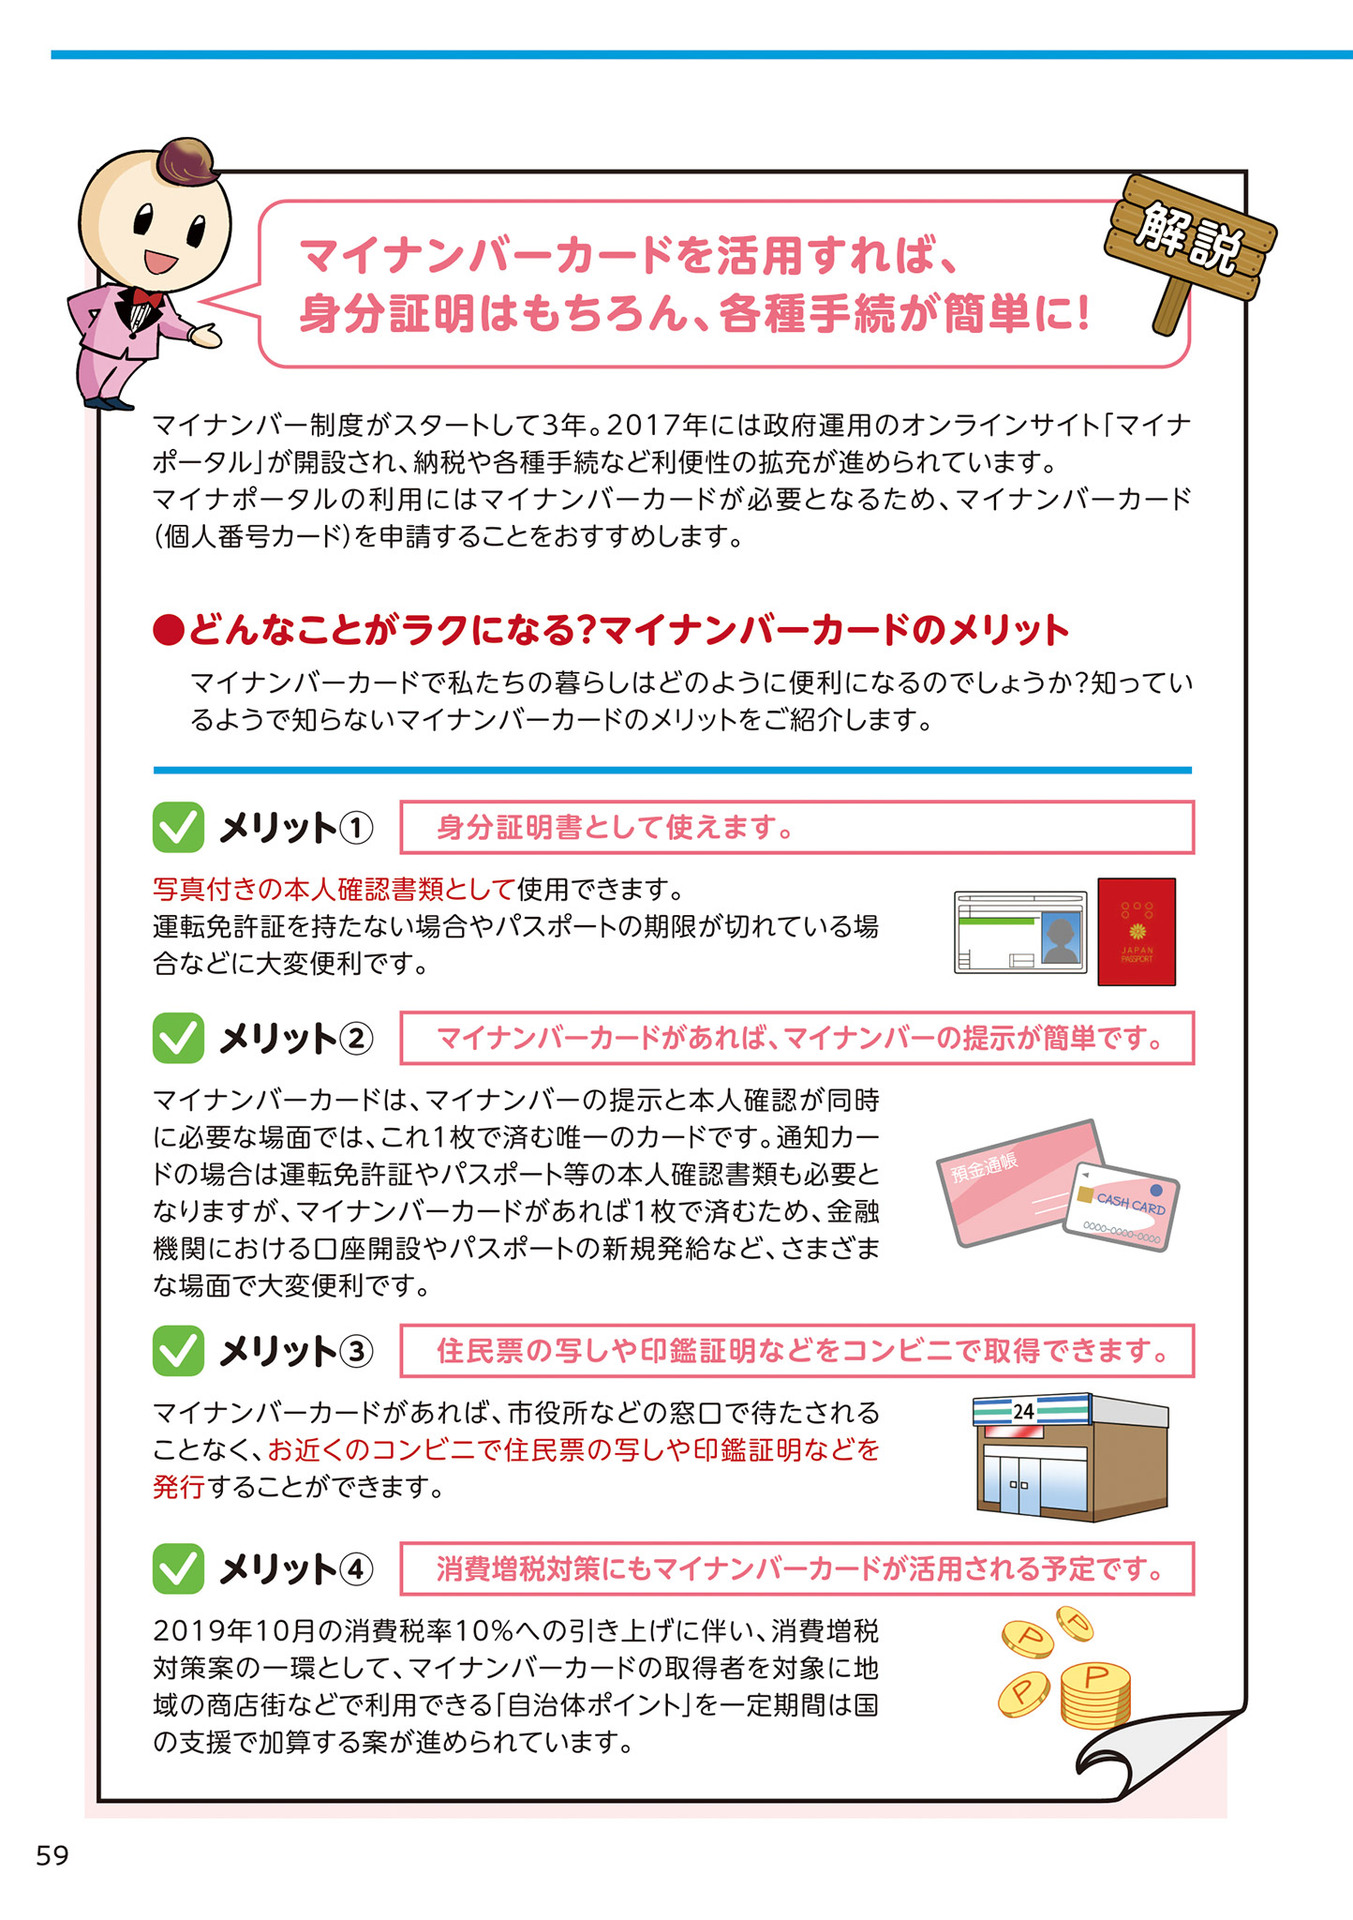 解説
マイナンバーカードを活用すれば、
身分証明はもちろん、各種手続が簡単に!
マイナンバー制度がスタートして3年。2017年には政府運用のオンラインサイト「マイナ
ポータル」が開設され、納税や各種手続など利便性の拡充が進められています。
マイナポータルの利用にはマイナンバーカードが必要となるため、マイナンバーカード
(個人番号カード)を申請することをおすすめします。
●どんなことがラクになる?マイナンバーカードのメリット
マイナンバーカードで私たちの暮らしはどのように便利になるのでしょうか?知ってい
るようで知らないマイナンバーカードのメリットをご紹介します。
メリット① 身分証明書として使えます。
写真付きの本人確認書類として使用できます。
運転免許証を持たない場合やパスポートの期限が切れている場
合などに大変便利です。
JAPAN
PASSPORT
メリット② マイナンバーカードがあれば、マイナンバーの提示が簡単です。
マイナンバーカードは、マイナンバーの提示と本人確認が同時
に必要な場面では、これ1枚で済む唯一のカードです。通知カー
ドの場合は運転免許証やパスポート等の本人確認書類も必要と
なりますが、マイナンバーカードがあれば1枚で済むため、金融
機関における口座開設やパスポートの新規発給など、さまざま
な場面で大変便利です。
預金通帳
CASH CARD
0000-0000-0000
メリット③ 住民票の写しや印鑑証明などをコンビニで取得できます。
マイナンバーカードがあれば、市役所などの窓口で待たされる
ことなく、お近くのコンビニで住民票の写しや印鑑証明などを
発行することができます。
24
メリット④ 消費増税対策にもマイナンバーカードが活用される予定です。
2019年10月の消費税率10%への引き上げに伴い、消費増税
対策案の一環として、マイナンバーカードの取得者を対象に地
域の商店街などで利用できる「自治体ポイント」を一定期間は国
の支援で加算する案が進められています。
P
P
P
P
59